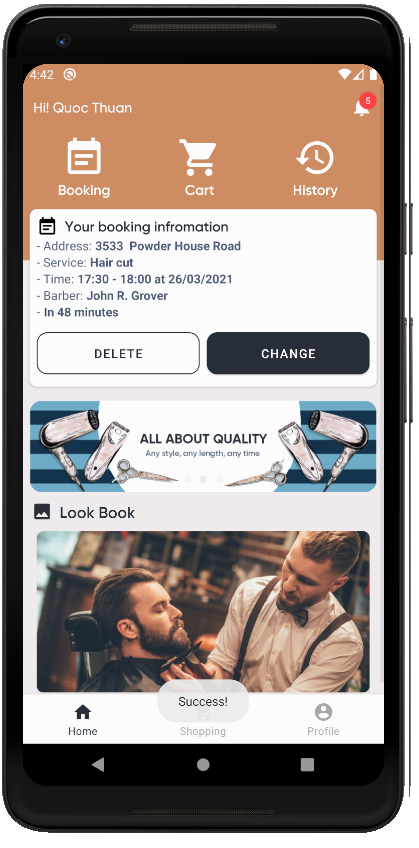 4:42
Hi! Quoc Thuan
5
Booking
Cart
History
Your booking infromation
- Address: 3533 Powder House Road
- Service: Hair cut
- Time: 17:30 - 18:00 at 26/03/2021
- Barber: John R. Grover
- In 48 minutes
DELETE
CHANGE
ALL ABOUT QUALITY
Any style, any length, any time
Look Book
Success!
Home
Shopping
Profile